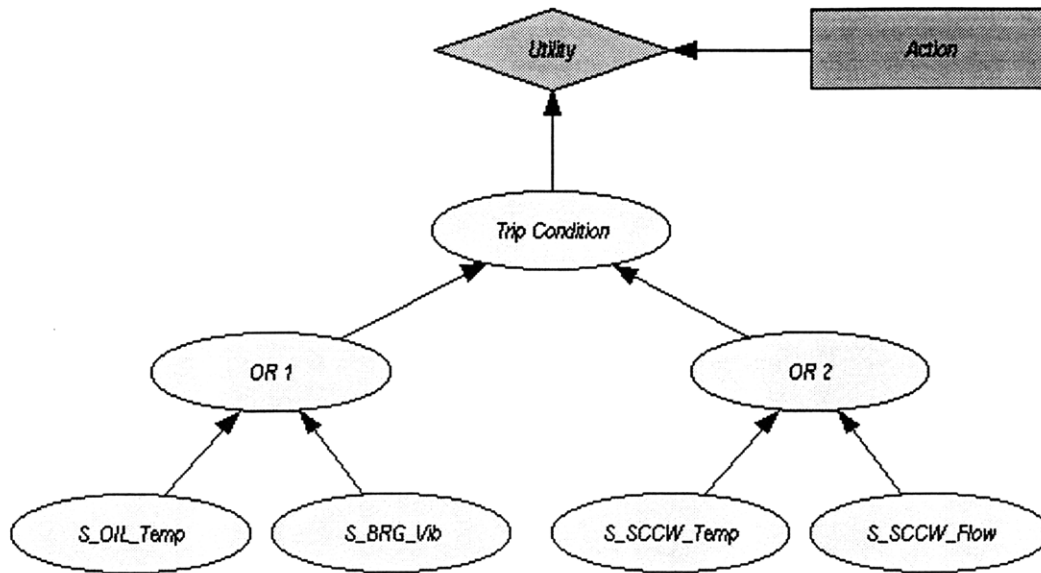 Utility
Action
Trip Condition
OR 1
OR 2
S_OIL_Temp
S_BRG_Vib
S_SCCW_Temp
S_SCCW_Flow